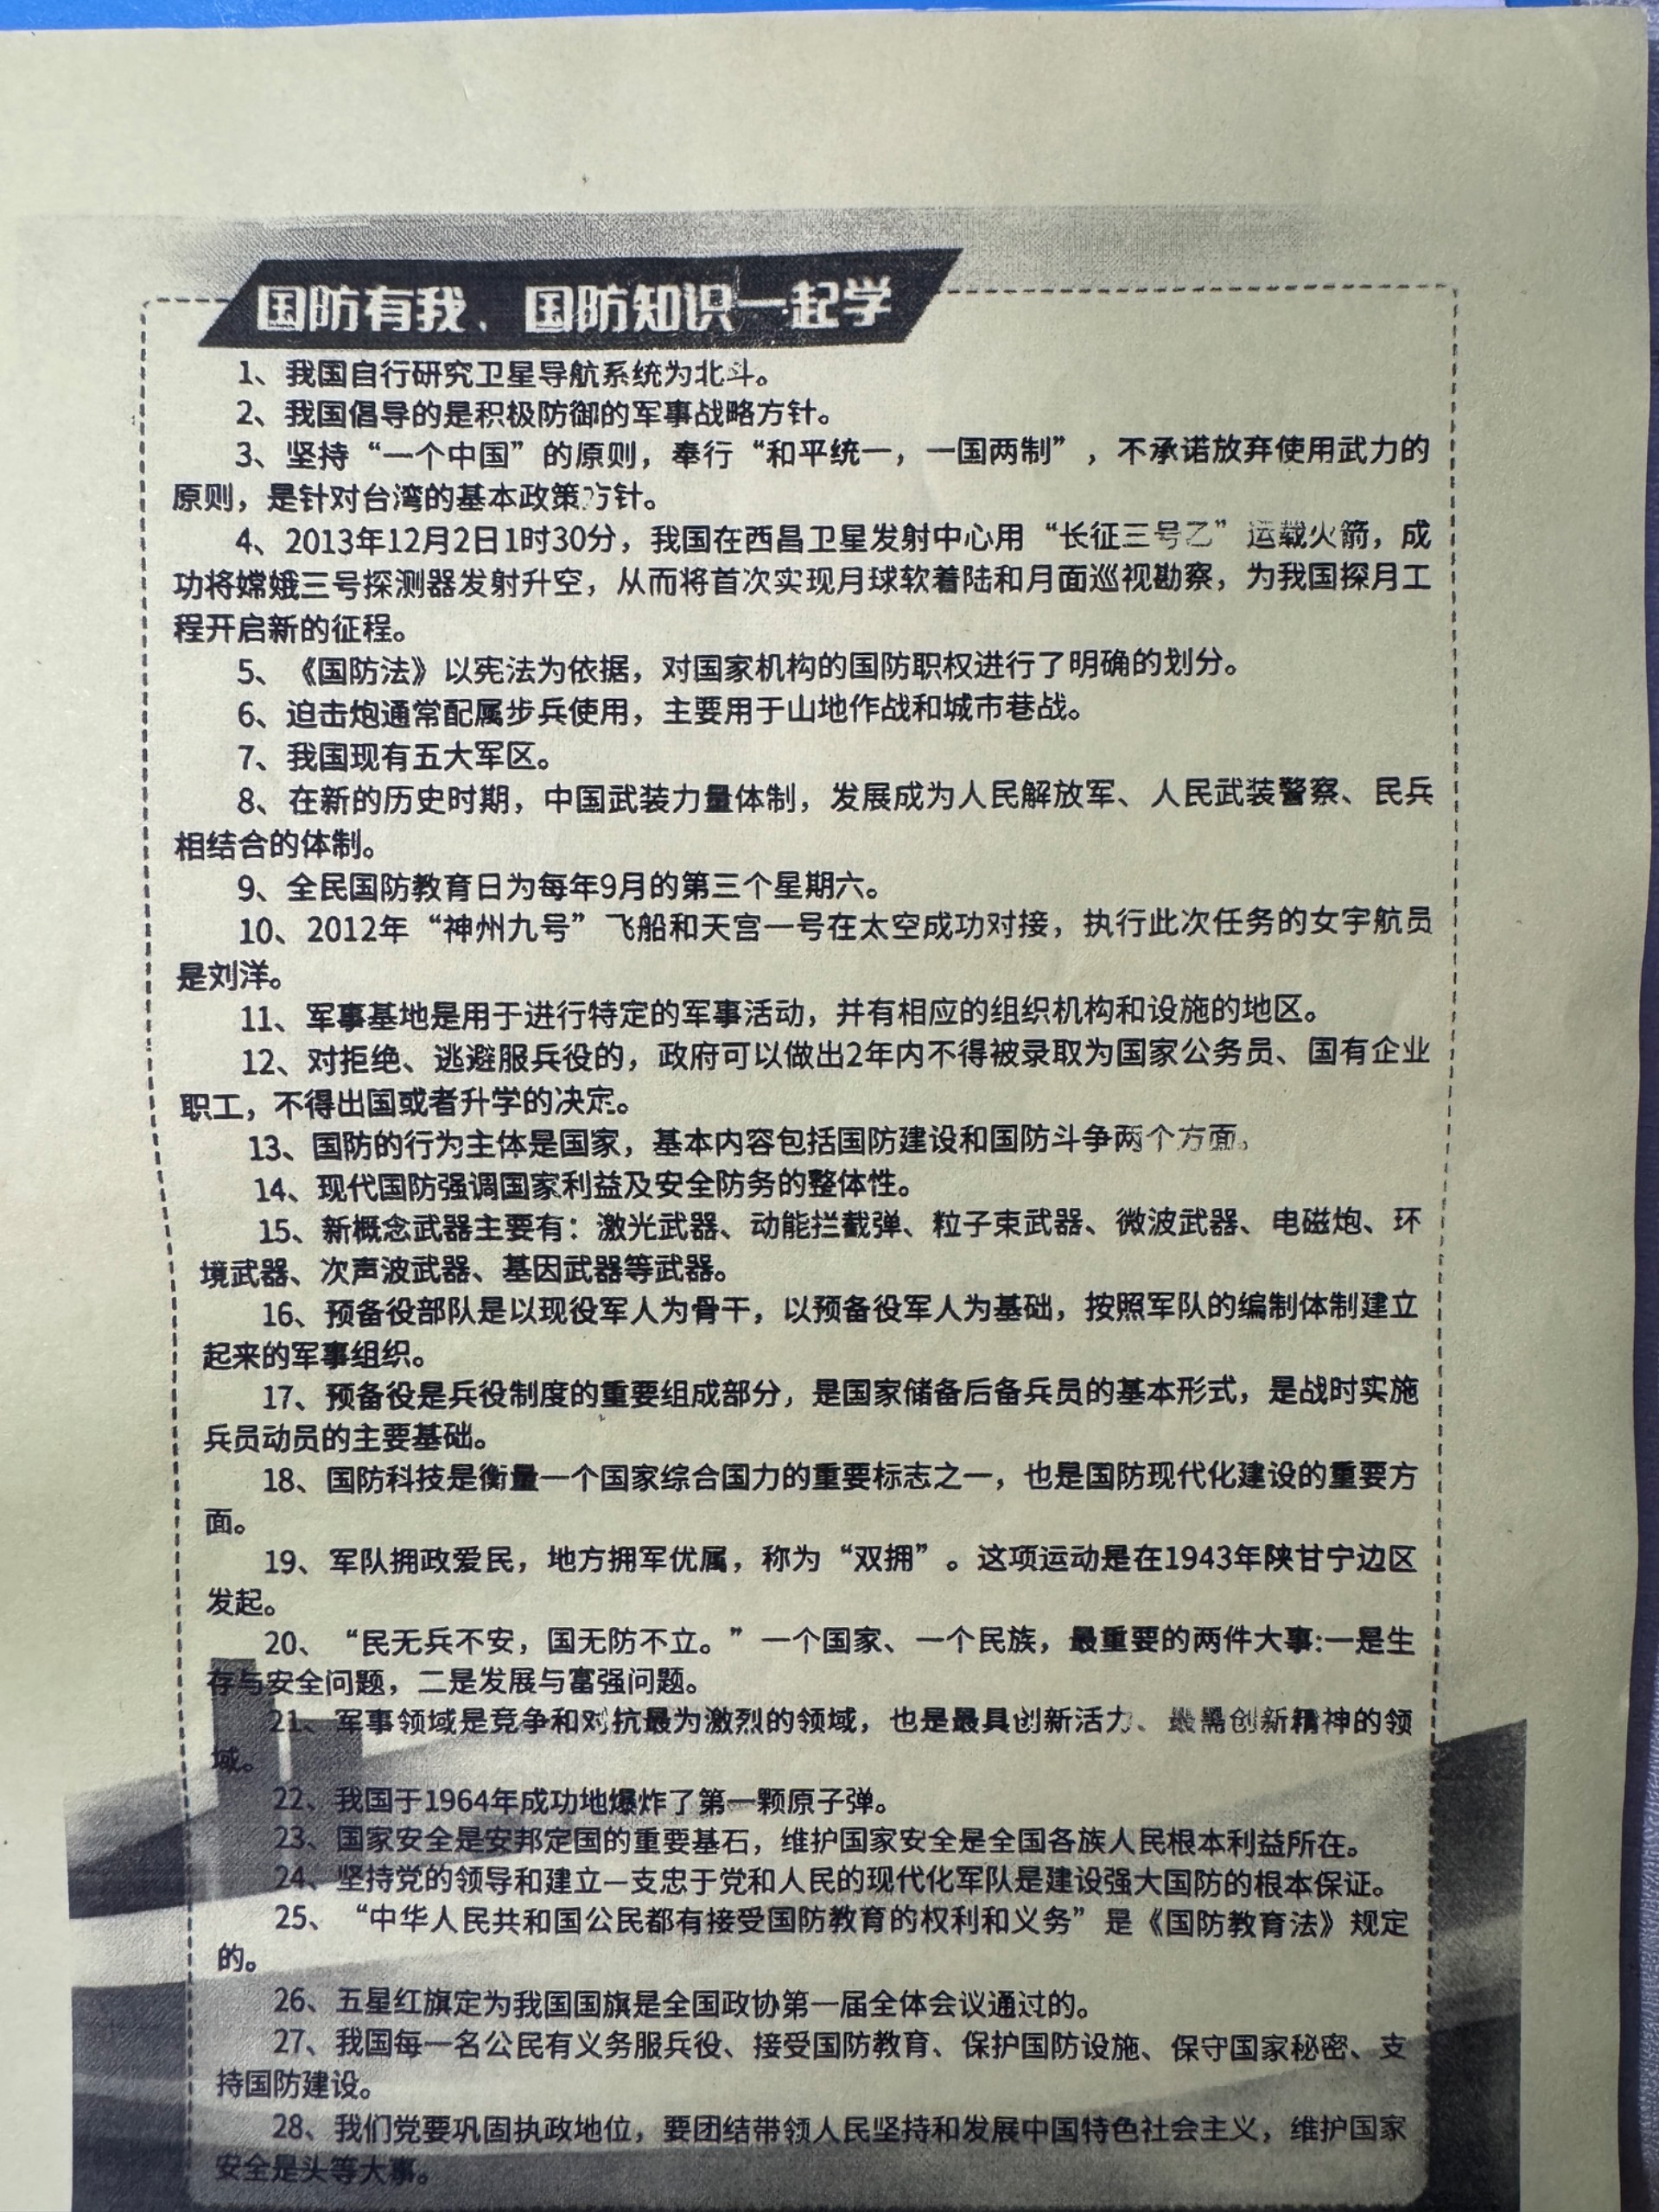 国防有我、国防知识一起学
1、我国自行研究卫星导航系统为北斗。
2、我国倡导的是积极防御的军事战略方针。
3、坚持“一个中国”的原则，奉行“和平统一，一国两制”，不承诺放弃使用武力的
原则，是针对台湾的基本政策方针。
4、2013年12月2日1时30分，我国在西昌卫星发射中心用“长征三号乙”运载火箭，成
功将嫦娥三号探测器发射升空，从而将首次实现月球软着陆和月面巡视勘察，为我国探月工
程开启新的征程。
5、《国防法》以宪法为依据，对国家机构的国防职权进行了明确的划分。
6、迫击炮通常配属步兵使用，主要用于山地作战和城市巷战。
7、我国现有五大军区。
8、在新的历史时期，中国武装力量体制，发展成为人民解放军、人民武装警察、民兵
相结合的体制。
9、全民国防教育日为每年9月的第三个星期六。
10、2012年“神州九号”飞船和天宫一号在太空成功对接，执行此次任务的女宇航员
是刘洋。
11、军事基地是用于进行特定的军事活动，并有相应的组织机构和设施的地区。
12、对拒绝、逃避服兵役的，政府可以做出2年内不得被录取为国家公务员、国有企业
职工，不得出国或者升学的决定。
13、国防的行为主体是国家，基本内容包括国防建设和国防斗争两个方面。
14、现代国防强调国家利益及安全防务的整体性。
15、新概念武器主要有：激光武器、动能拦截弹、粒子束武器、微波武器、电磁炮、环
境武器、次声波武器、基因武器等武器。
16、预备役部队是以现役军人为骨干，以预备役军人为基础，按照军队的编制体制建立
起来的军事组织。
17、预备役是兵役制度的重要组成部分，是国家储备后备兵员的基本形式，是战时实施
兵员动员的主要基础。
18、国防科技是衡量一个国家综合国力的重要标志之一，也是国防现代化建设的重要方
面。
19、军队拥政爱民，地方拥军优属，称为“双拥”。这项运动是在1943年陕甘宁边区
发起。
20、“民无兵不安，国无防不立。”一个国家、一个民族，最重要的两件大事:一是生
存与安全问题，二是发展与富强问题。
21、军事领域是竞争和对抗最为激烈的领域，也是最具创新活力、最需创新精神的领
域。
22、我国于1964年成功地爆炸了第一颗原子弹。
23、国家安全是安邦定国的重要基石，维护国家安全是全国各族人民根本利益所在。
24、坚持党的领导和建立一支忠于党和人民的现代化军队是建设强大国防的根本保证。
25、“中华人民共和国公民都有接受国防教育的权利和义务”是《国防教育法》规定
的。
26、五星红旗定为我国国旗是全国政协第一届全体会议通过的。
27、我国每一名公民有义务服兵役、接受国防教育、保护国防设施、保守国家秘密、支
持国防建设。
28、我们党要巩固执政地位，要团结带领人民坚持和发展中国特色社会主义，维护国家
安全是头等大事。